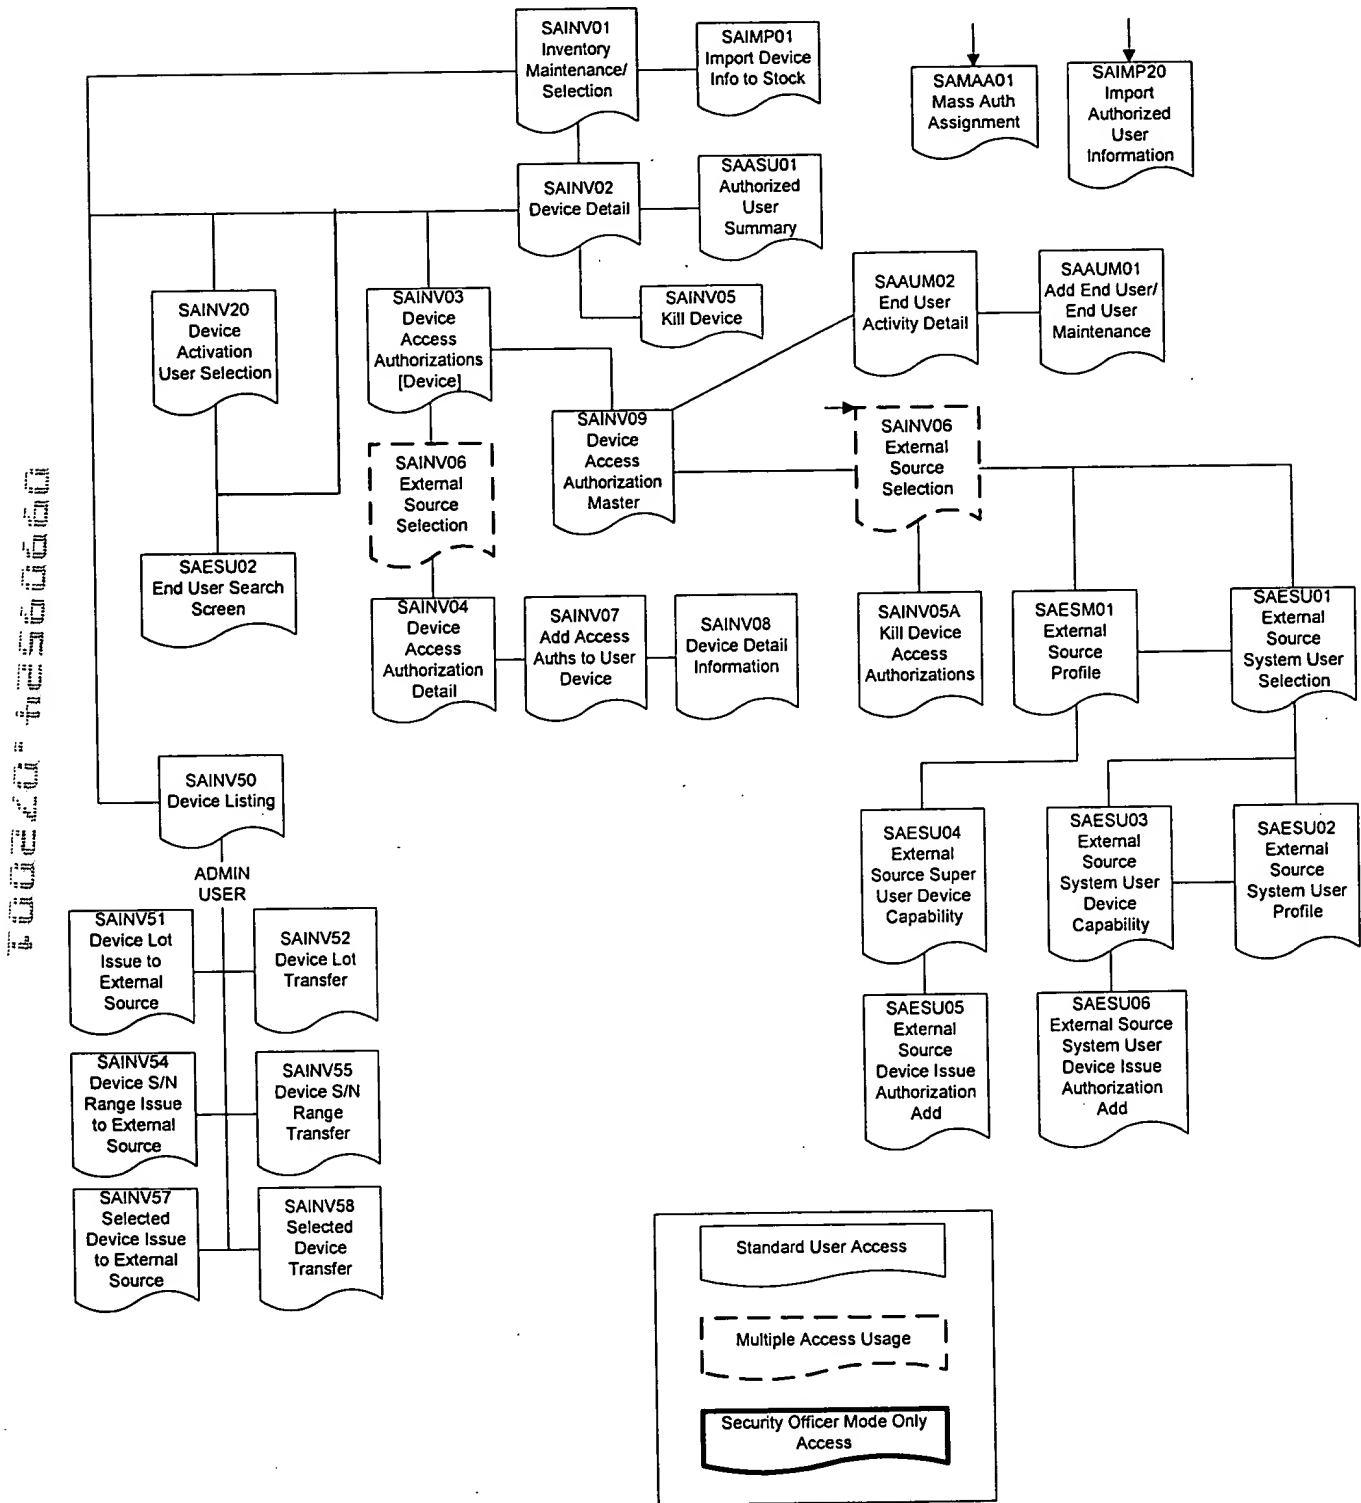 SAINV01
Inventory
Maintenance/
Selection
SAIMP01
Import Device
Info to Stock
SAMAA01
Mass Auth
Assignment
SAIMP20
Import
Authorized
User
Information
SAINV02
Device Detail
SAASU01
Authorized
User
Summary
SAINV20
Device
Activation
User Selection
SAINV03
Device
Access
Authorizations
[Device]
SAINV05
Kill Device
SAAUM02
End User
Activity Detail
SAAUM01
Add End User/
End User
Maintenance
SAINV06
External
Source
Selection
SAINV09
Device
Access
Authorization
Master
SAINV06
External
Source
Selection
SAESU02
End User Search
Screen
SAINV04
Device
Access
Authorization
Detail
SAINV07
Add Access
Auths to User
Device
SAINV08
Device Detail
Information
SAINV05A
Kill Device
Access
Authorizations
SAESM01
External
Source
Profile
SAESU01
External
Source
System User
Selection
SAINV50
Device Listing
ADMIN
USER
SAESU04
External
Source Super
User Device
Capability
SAESU03
External
Source
System User
Device
Capability
SAESU02
External
Source
System User
Profile
SAINV51
Device Lot
Issue to
External
Source
SAINV52
Device Lot
Transfer
SAESU05
External
Source
Device Issue
Authorization
Add
SAESU06
External Source
System User
Device Issue
Authorization
Add
SAINV54
Device S/N
Range Issue
to External
Source
SAINV55
Device S/N
Range
Transfer
SAINV57
Selected
Device Issue
to External
Source
SAINV58
Selected
Device
Transfer
Standard User Access
Multiple Access Usage
Security Officer Mode Only
Access